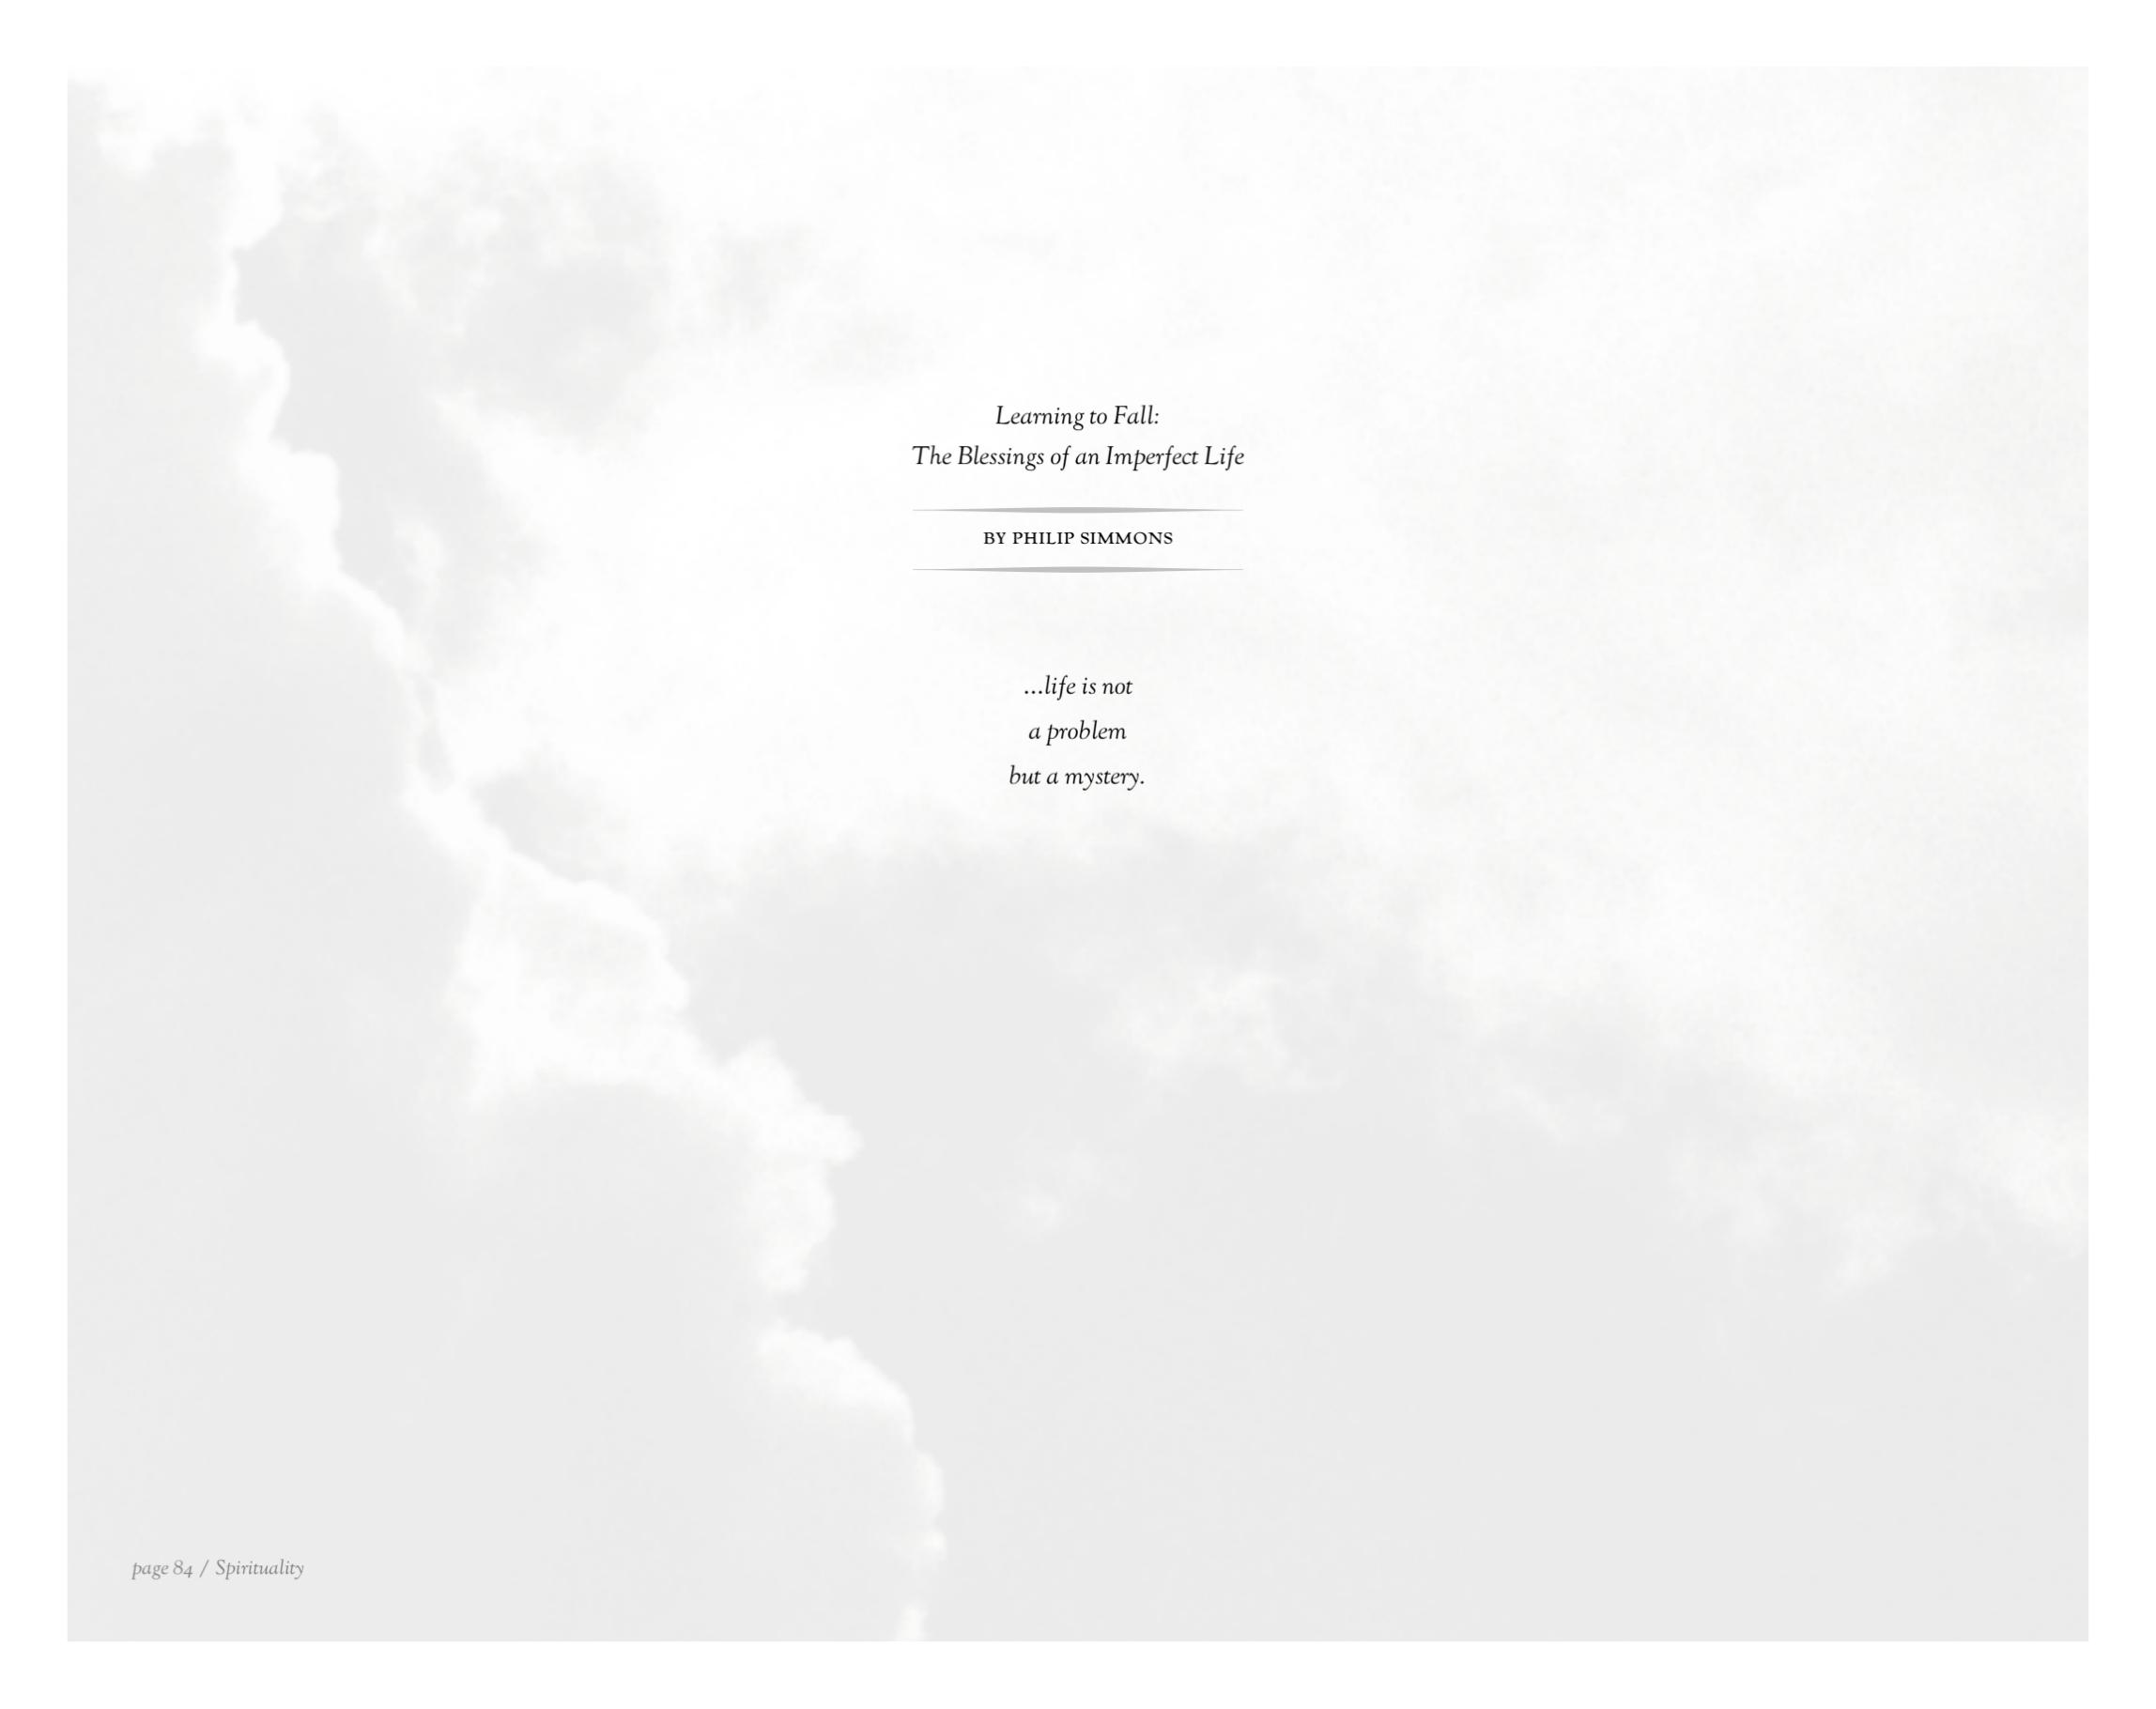 Learning to Fall:
The Blessings of an Imperfect Life
BY PHILIP SIMMONS
...life is not
a problem
but a mystery.
page 84 / Spirituality